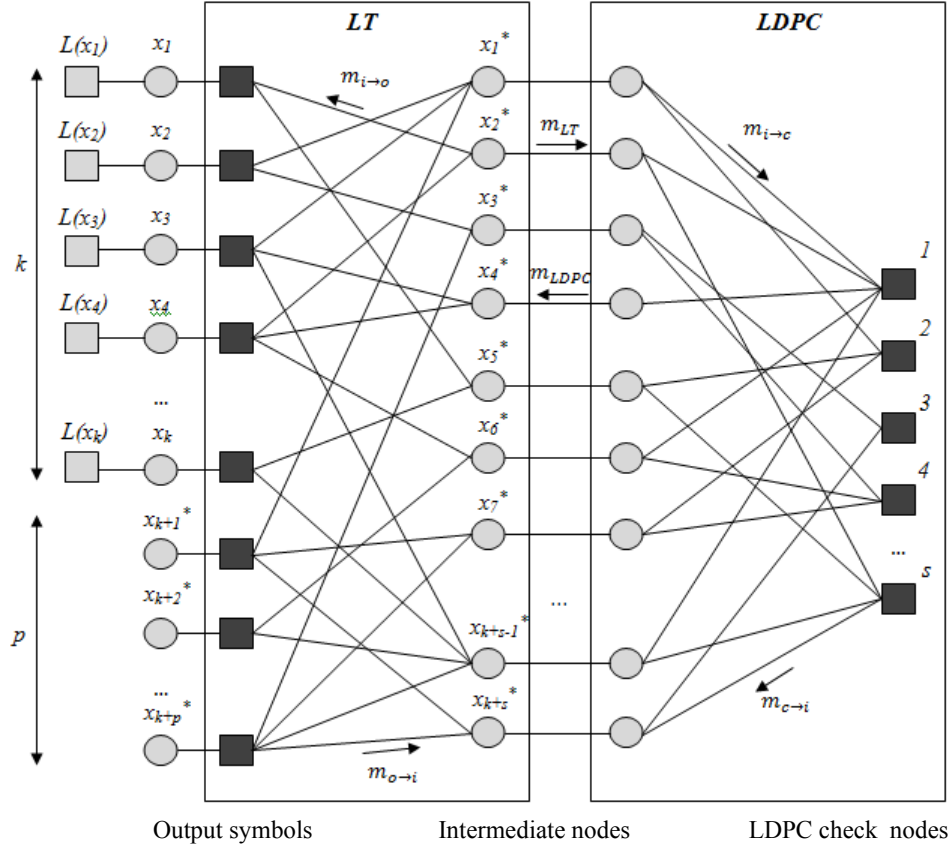 LT
LDPC
L(x1) x1 x1*
mi→o
L(x2) x2 x2*
mLT
mi→c
L(x3) x3 x3*
k
1
L(x4) x4 x4*
mLDPC
2
...
x5*
3
L(xk) xk x6*
4
xk+1* x7*
...
xk+2*
...
s
p
xk+s-1*
...
xk+p* xk+s*
mc→i
mo→i
Output symbols Intermediate nodes LDPC check nodes